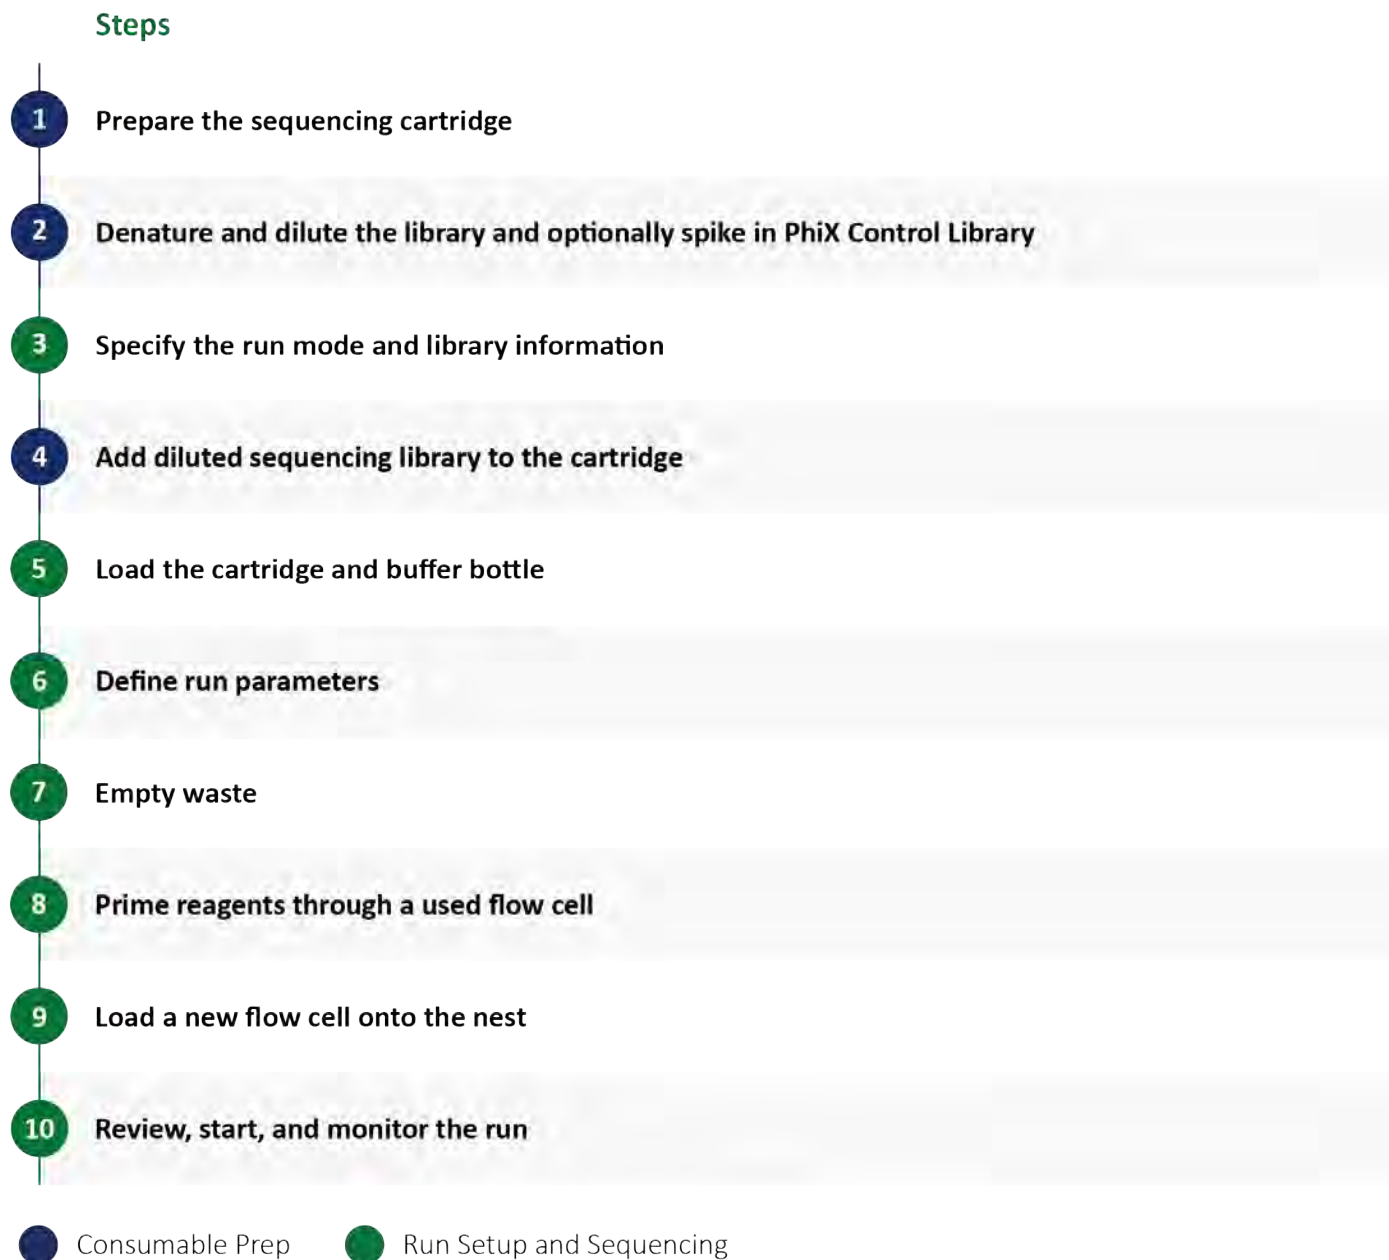 Steps
1 Prepare the sequencing cartridge
2 Denature and dilute the library and optionally spike in PhiX Control Library
3 Specify the run mode and library information
4 Add diluted sequencing library to the cartridge
5 Load the cartridge and buffer bottle
6 Define run parameters
7 Empty waste
8 Prime reagents through a used flow cell
9 Load a new flow cell onto the nest
10 Review, start, and monitor the run
Consumable Prep Run Setup and Sequencing